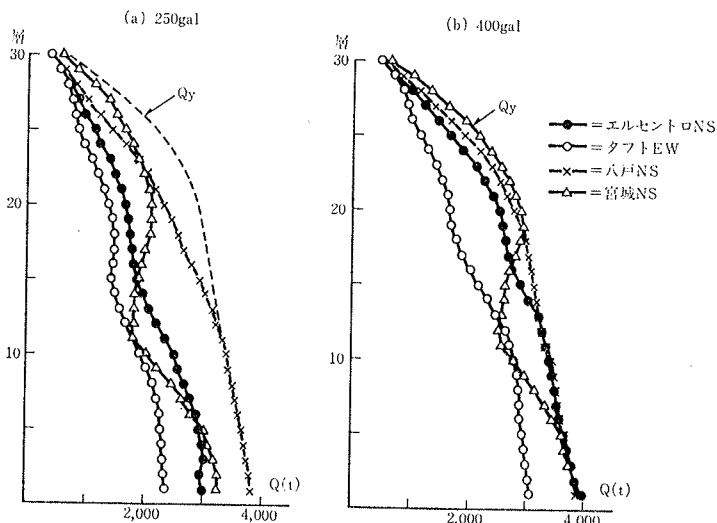 (a) 250gal
層
30
20
10
Qy
Q(t)
2,000
4,000
(b) 400gal
層
30
20
10
Qy
Q(t)
2,000
4,000
=エルセントロNS
=タフトEW
=八戸NS
=宮城NS